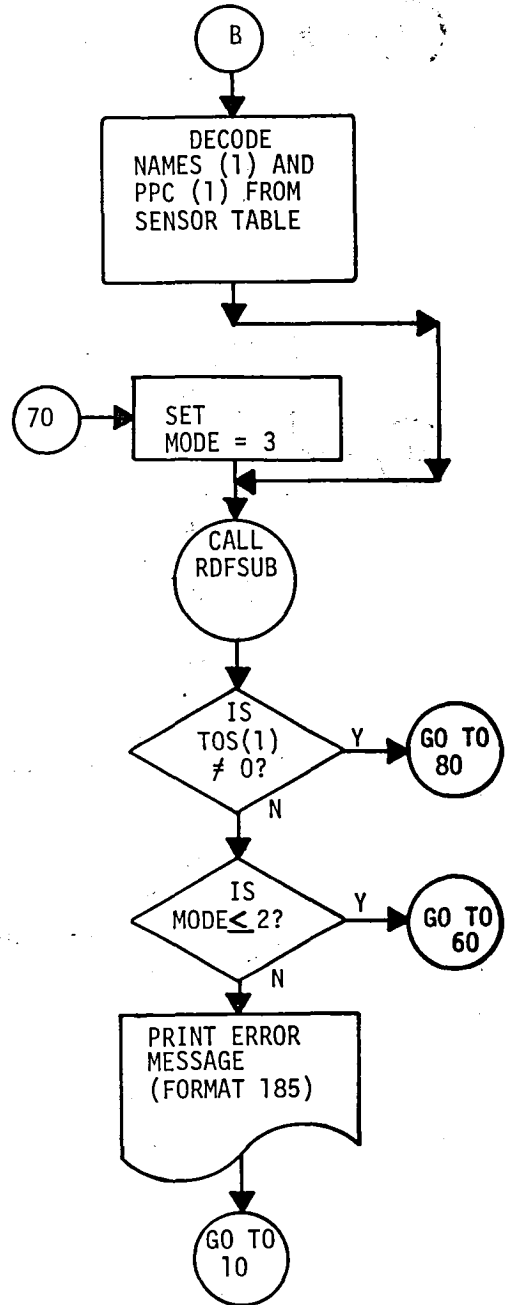 B
DECODE
NAMES (1) AND
PPC (1) FROM
SENSOR TABLE
70
SET
MODE = 3
CALL
RDFSUB
IS
TOS(1)
≠ 0?
Y
GO TO
80
N
IS
MODE≤2?
Y
GO TO
60
N
PRINT ERROR
MESSAGE
(FORMAT 185)
GO TO
10